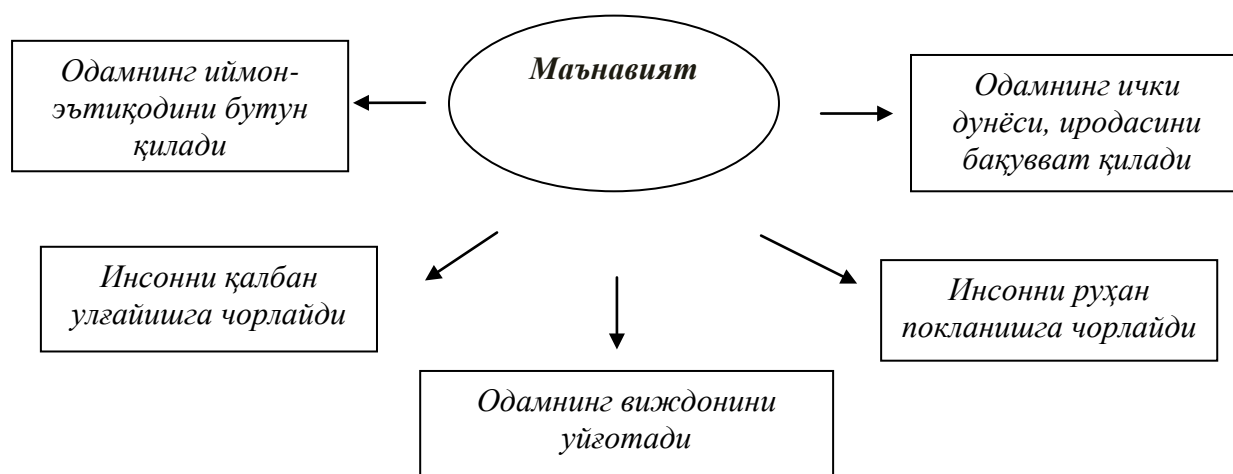 Маънавият
Одамнинг иймон-
эътиқодини бутун
қилади
Одамнинг ички
дунёси, иродасини
бақувват қилади
Инсонни қалбан
улғайишга чорлайди
Инсонни руҳан
покланишга чорлайди
Одамнинг виждонини
уйғотади